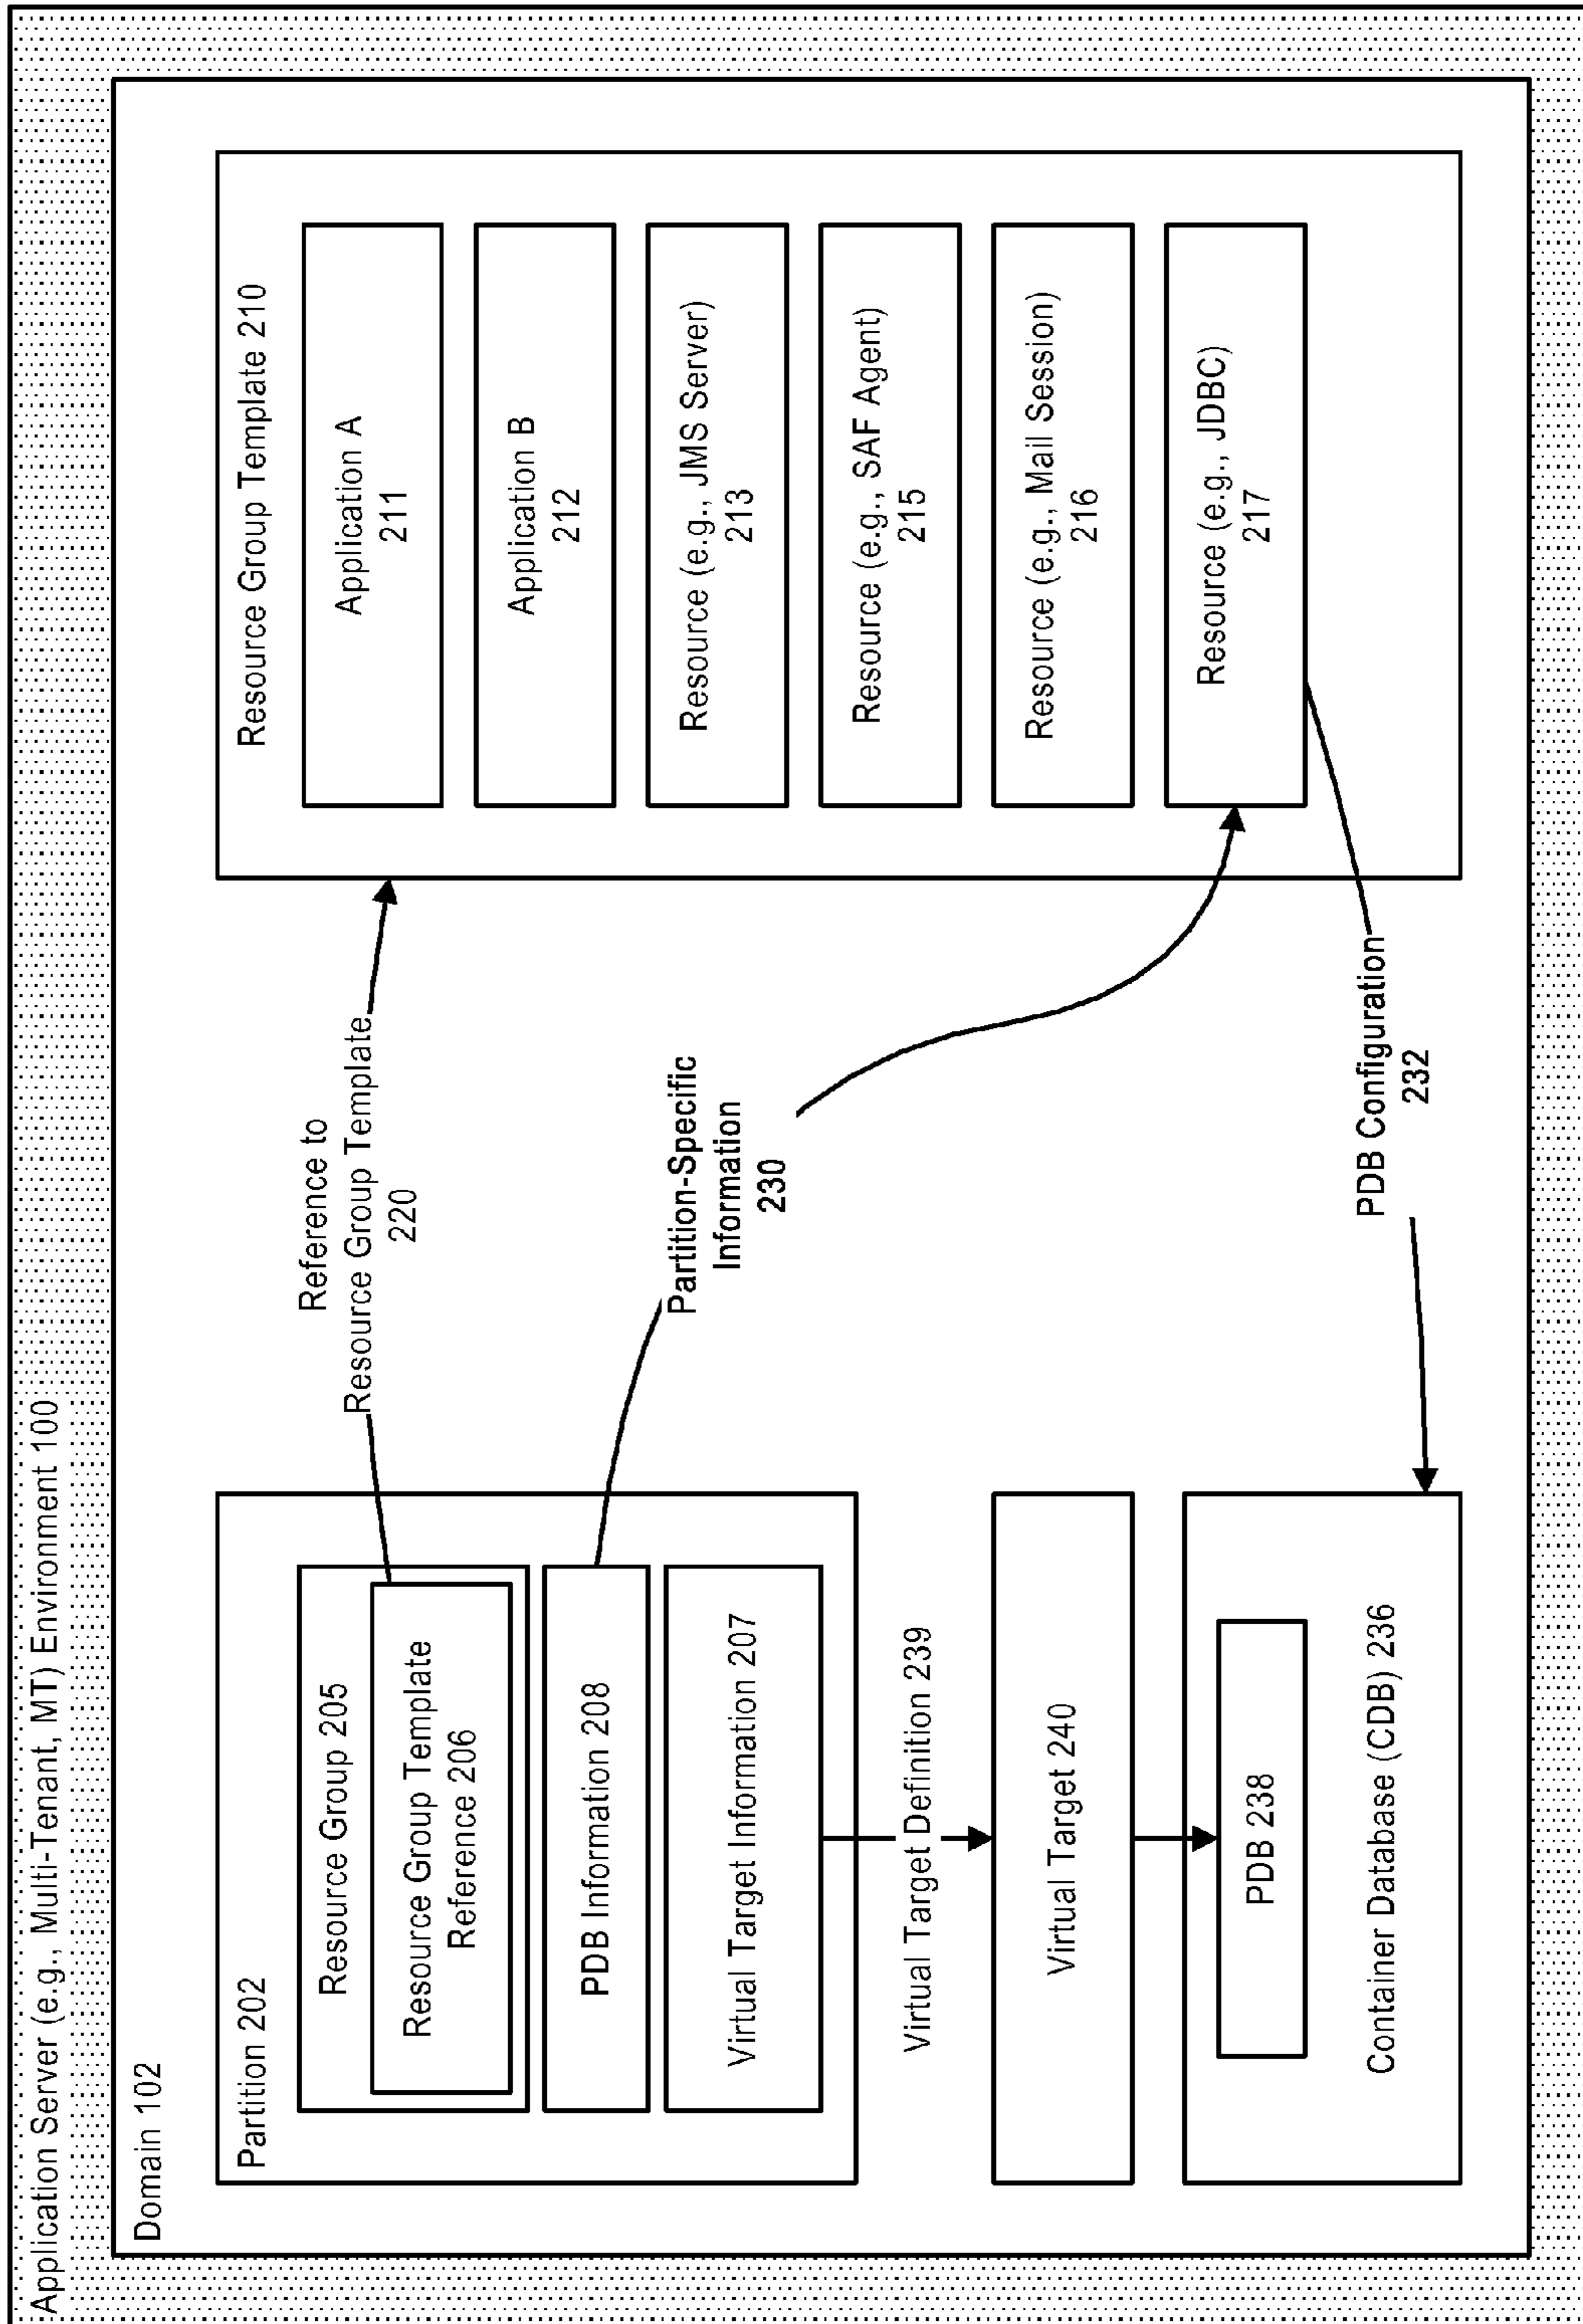 Application Server (e.g., Multi-Tenant, MT) Environment 100
Domain 102
Partition 202
Resource Group 205
Resource Group Template
Reference 206
PDB Information 208
Virtual Target Information 207
Virtual Target Definition 239
Virtual Target 240
PDB 238
Container Database (CDB) 236
Reference to
Resource Group Template
220
Partition-Specific
Information
230
PDB Configuration
232
Resource Group Template 210
Application A
211
Application B
212
Resource (e.g., JMS Server)
213
Resource (e.g., SAF Agent)
215
Resource (e.g., Mail Session)
216
Resource (e.g., JDBC)
217